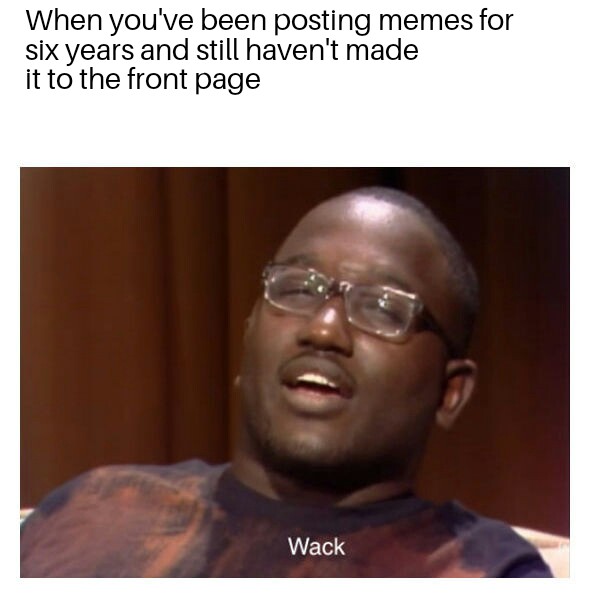 When you've been posting memes for
six years and still haven't made
it to the front page
Wack